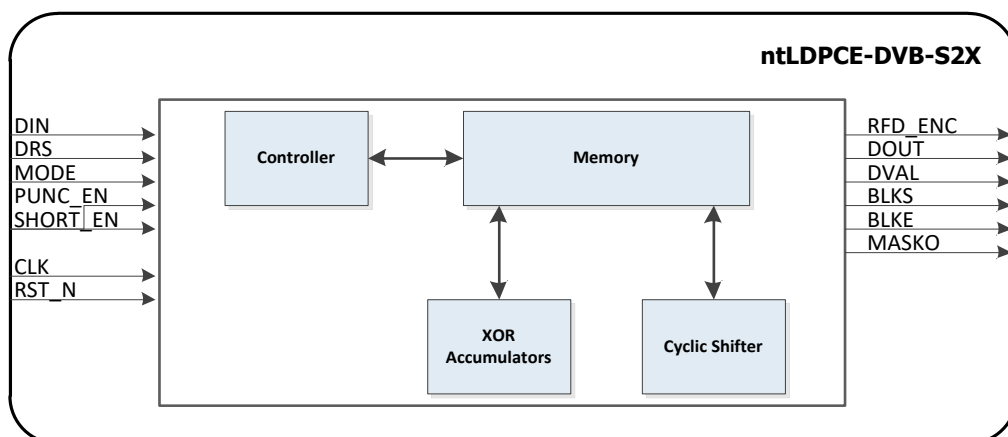 ntLDPCE-DVB-S2X
DIN
DRS
MODE
PUNC_EN
SHORT_EN
CLK
RST_N
Controller
Memory
XOR
Accumulators
Cyclic Shifter
RFD_ENC
DOUT
DVAL
BLKS
BLKE
MASKO